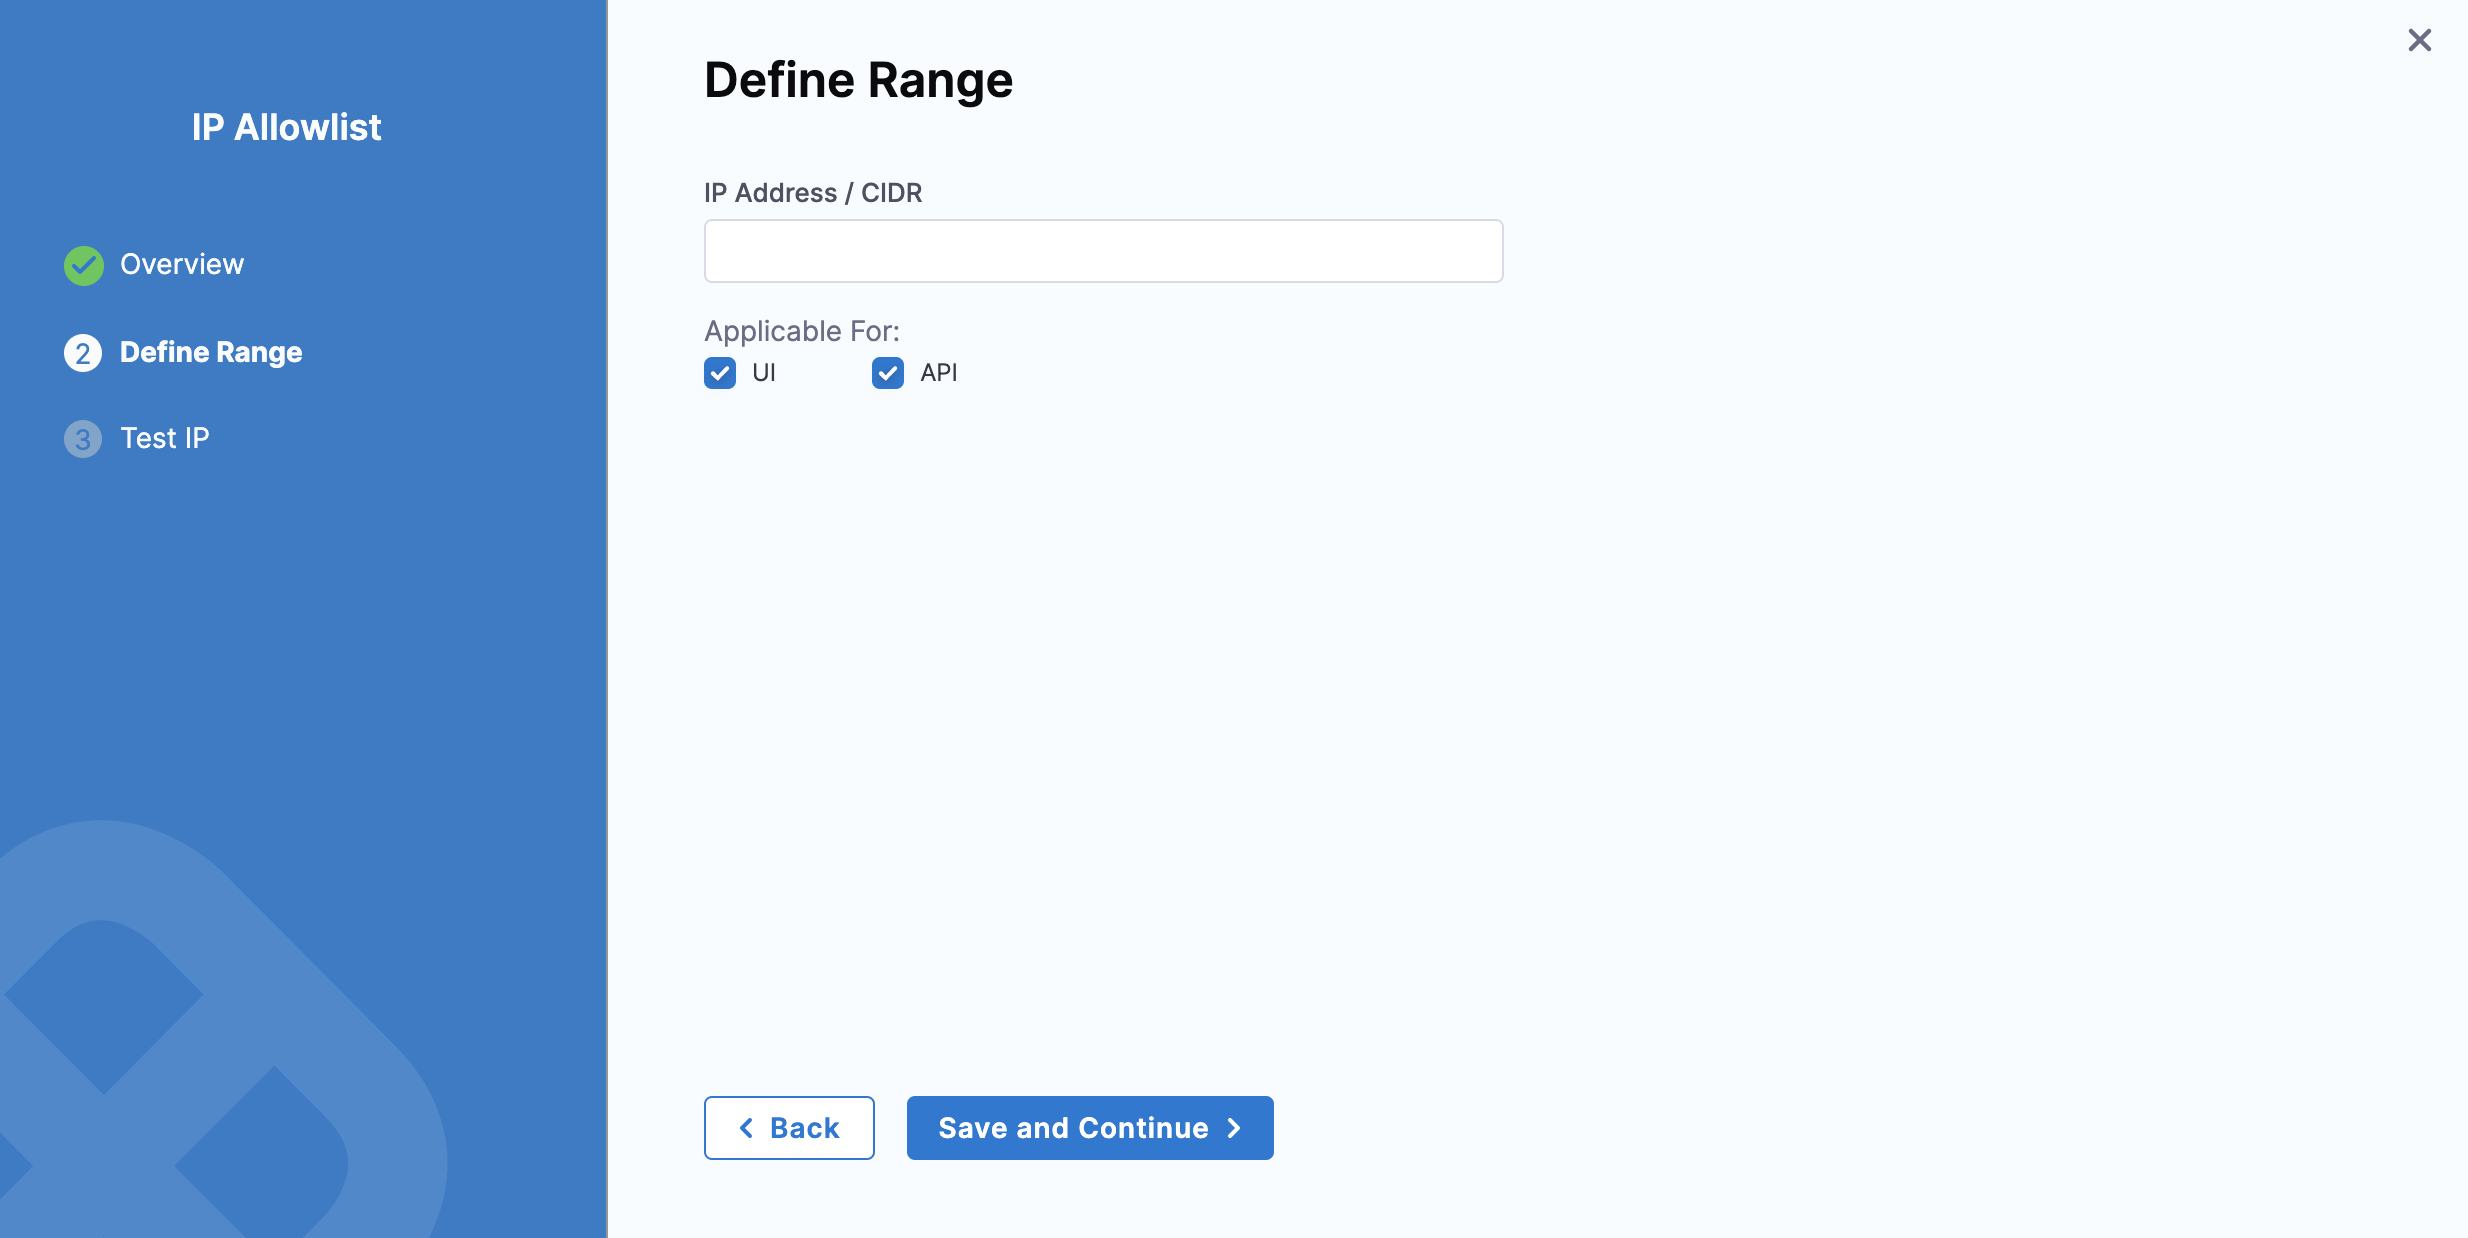 IP Allowlist
Overview
2 Define Range
3 Test IP
Define Range
IP Address / CIDR
Applicable For:
UI API
Back Save and Continue